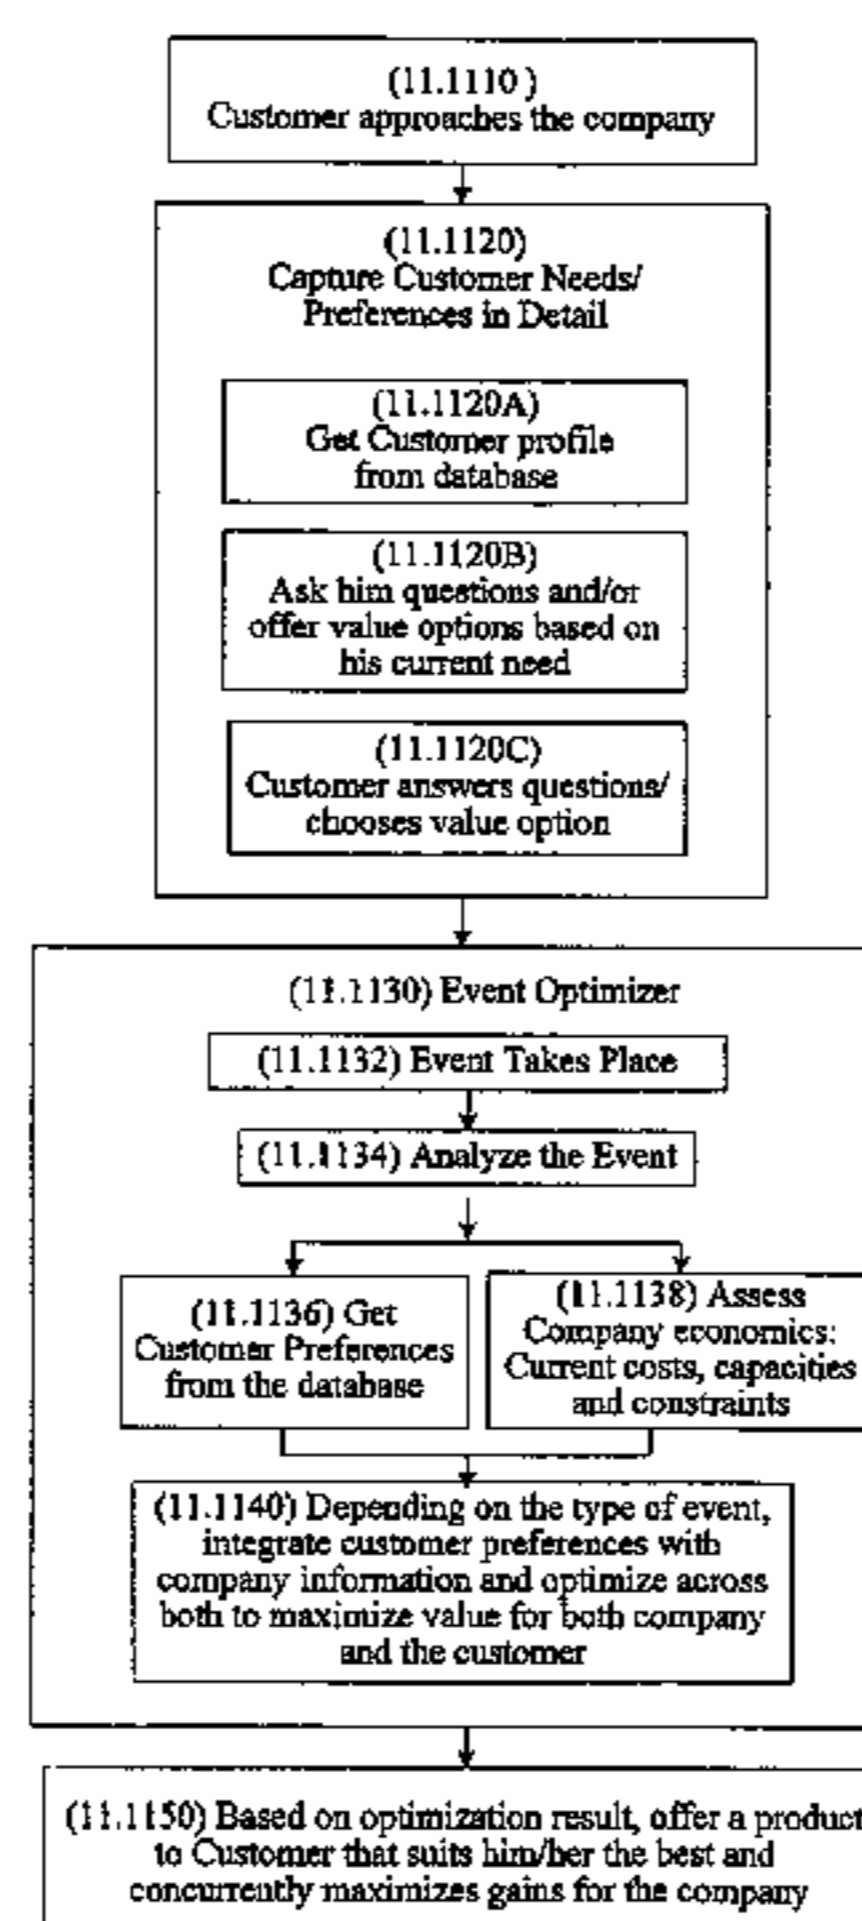 (11.1110 )
Customer approaches the company
(11.1120)
Capture Customer Needs/
Preferences in Detail
(11.1120A)
Get Customer profile
from database
(11.1120B)
Ask him questions and/or
offer value options based on
his current need
(11.1120C)
Customer answers questions/
chooses value option
(11.1130) Event Optimizer
(11.1132) Event Takes Place
(11.1134) Analyze the Event
(11.1136) Get
Customer Preferences
from the database
(11.1138) Assess
Company economics:
Current costs, capacities
and constraints
(11.1140) Depending on the type of event,
integrate customer preferences with
company information and optimize across
both to maximize value for both company
and the customer
(11.1150) Based on optimization result, offer a product
to Customer that suits him/her the best and
concurrently maximizes gains for the company